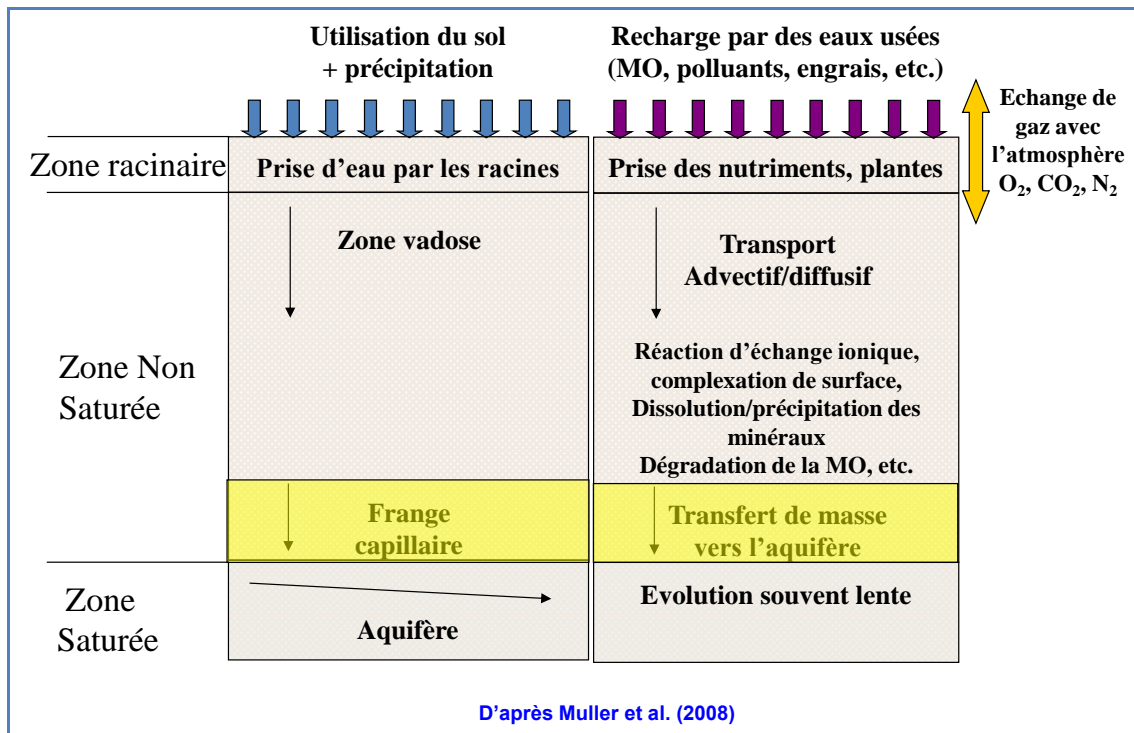 Utilisation du sol
+ précipitation
Recharge par des eaux usées
(MO, polluants, engrais, etc.)
Echange de
gaz avec
l'atmosphère
O₂, CO₂, N₂
Zone racinaire
Prise d'eau par les racines
Prise des nutriments, plantes
Zone vadose
Transport
Advectif/diffusif
Zone Non
Saturée
Réaction d'échange ionique,
complexation de surface,
Dissolution/précipitation des
minéraux
Dégradation de la MO, etc.
Frange
capillaire
Transfert de masse
vers l'aquifère
Zone
Saturée
Aquifère
Evolution souvent lente
D'après Muller et al. (2008)